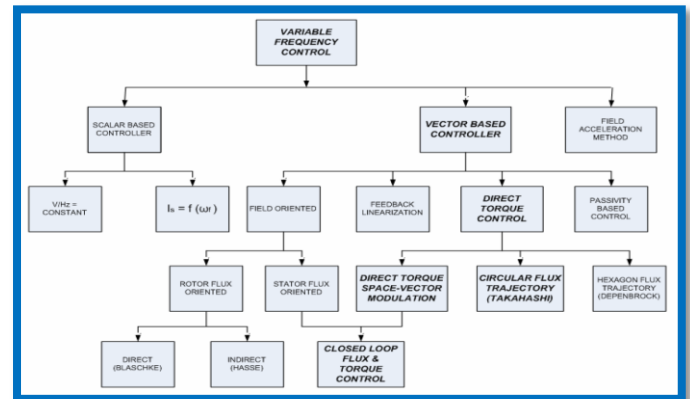 VARIABLE
FREQUENCY
CONTROL
SCALAR BASED
CONTROLLER
VECTOR BASED
CONTROLLER
FIELD
ACCELERATION
METHOD
V/Hz =
CONSTANT
Is = f (ωr)
FIELD ORIENTED
FEEDBACK
LINEARIZATION
DIRECT
TORQUE
CONTROL
PASSIVITY
BASED
CONTROL
ROTOR FLUX
ORIENTED
STATOR FLUX
ORIENTED
DIRECT TORQUE
SPACE-VECTOR
MODULATION
CIRCULAR FLUX
TRAJECTORY
(TAKAHASHI)
HEXAGON FLUX
TRAJECTORY
(DEPENBROCK)
DIRECT
(BLASCHKE)
INDIRECT
(HASSE)
CLOSED LOOP
FLUX &
TORQUE
CONTROL